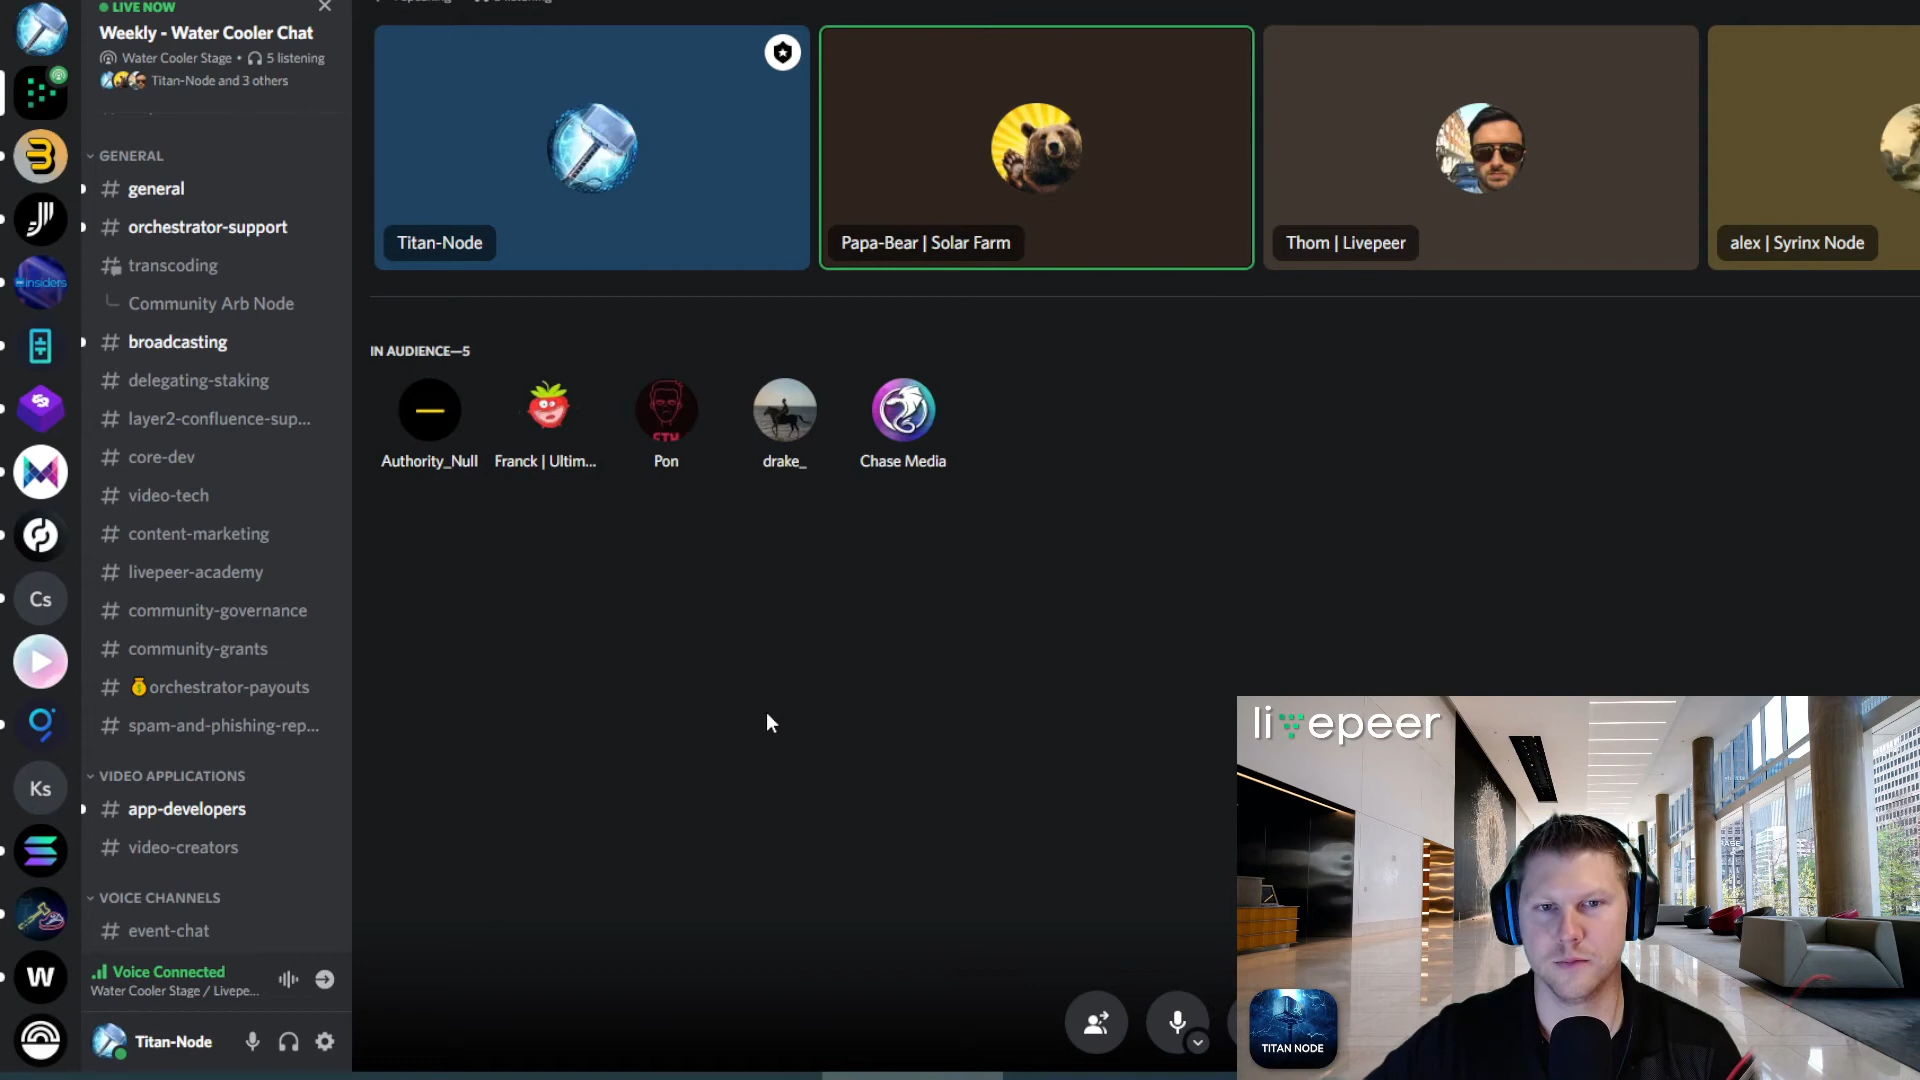 LIVE NOW
Weekly - Water Cooler Chat
Water Cooler Stage • 5 listening
Titan-Node and 3 others
GENERAL
general
orchestrator-support
transcoding
Community Arb Node
broadcasting
delegating-staking
layer2-confluence-sup...
core-dev
video-tech
content-marketing
livepeer-academy
community-governance
community-grants
💰orchestrator-payouts
spam-and-phishing-rep...
VIDEO APPLICATIONS
app-developers
video-creators
VOICE CHANNELS
event-chat
Voice Connected
Water Cooler Stage / Livepe...
Titan-Node
Insiders
Cs
Ks
W
Titan-Node
Papa-Bear | Solar Farm
Thom | Livepeer
alex | Syrinx Node
IN AUDIENCE—5
ETH
Authority_Null
Franck | Ultim...
Pon
drake_
Chase Media
livepeer
TITAN NODE